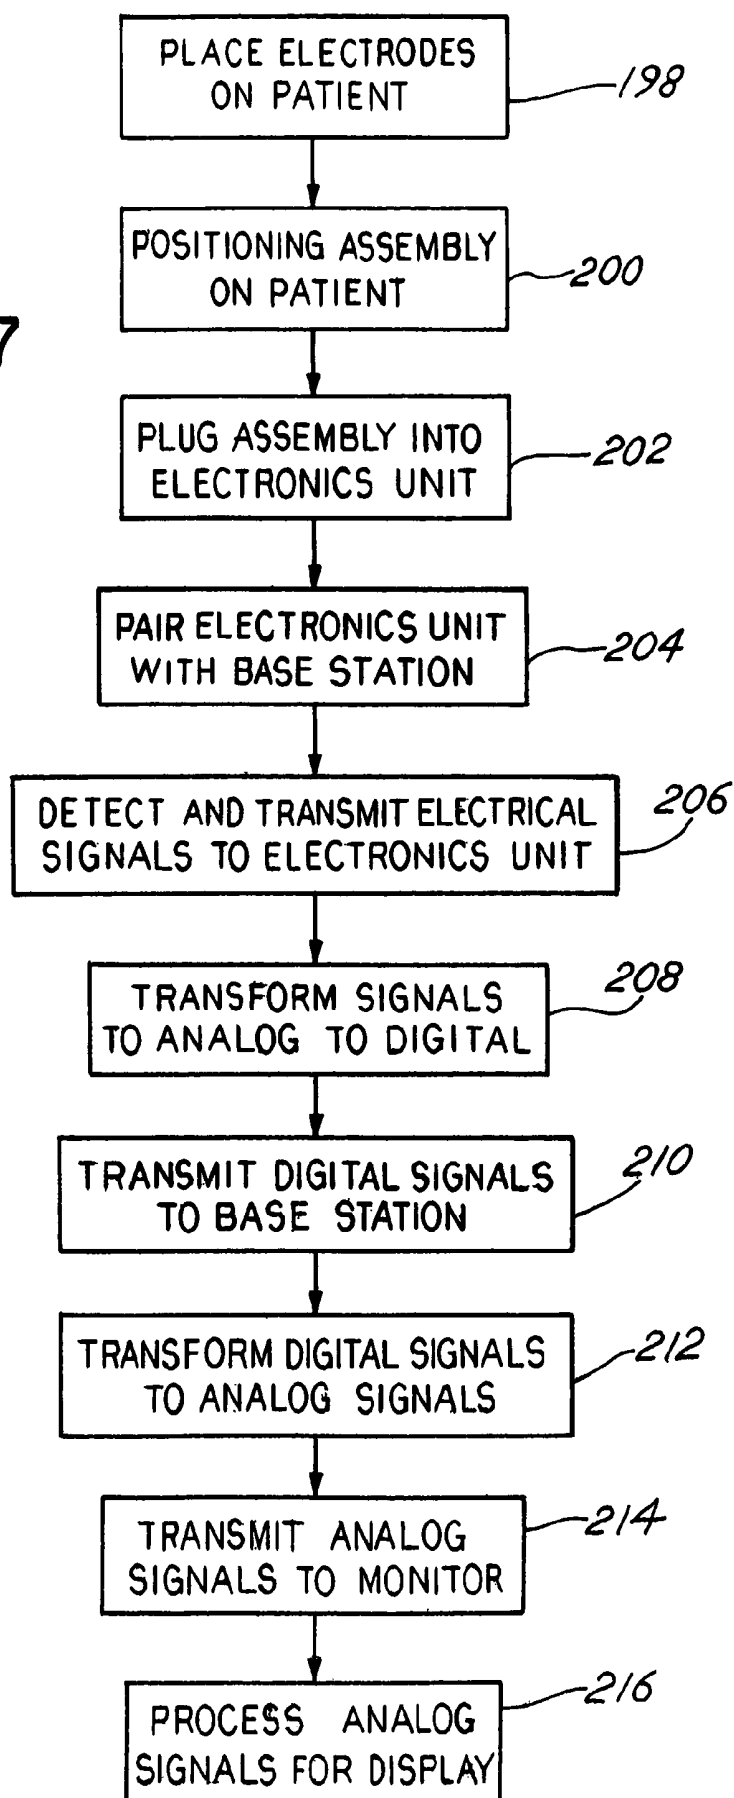 PLACE ELECTRODES
ON PATIENT
198
POSITIONING ASSEMBLY
ON PATIENT
200
7
PLUG ASSEMBLY INTO
ELECTRONICS UNIT
202
PAIR ELECTRONICS UNIT
WITH BASE STATION
204
DETECT AND TRANSMIT ELECTRICAL
SIGNALS TO ELECTRONICS UNIT
206
TRANSFORM SIGNALS
TO ANALOG TO DIGITAL
208
TRANSMIT DIGITAL SIGNALS
TO BASE STATION
210
TRANSFORM DIGITAL SIGNALS
TO ANALOG SIGNALS
212
TRANSMIT ANALOG
SIGNALS TO MONITOR
214
PROCESS ANALOG
SIGNALS FOR DISPLAY
216